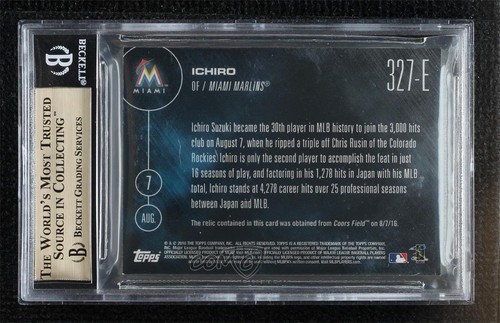 BECKETT
B
THE WORLD'S MOST TRUSTED
SOURCE IN COLLECTING™
BECKETT GRADING SERVICES
MIAMI
ICHIRO
OF / MIAMI MARLINS®
327-E
Ichiro Suzuki became the 30th player in MLB history to join the 3,000 hits
club on August 7, when he ripped a triple off Chris Rusin of the Colorado
Rockies. Ichiro is only the second player to accomplish the feat in just
16 seasons of play, and factoring in his 1,278 hits in Japan with his MLB
total, Ichiro stands at 4,278 career hits over 25 professional seasons
between Japan and MLB.
7
AUG.
The relic contained in this card was obtained from Coors Field™ on 8/7/16.
Topps